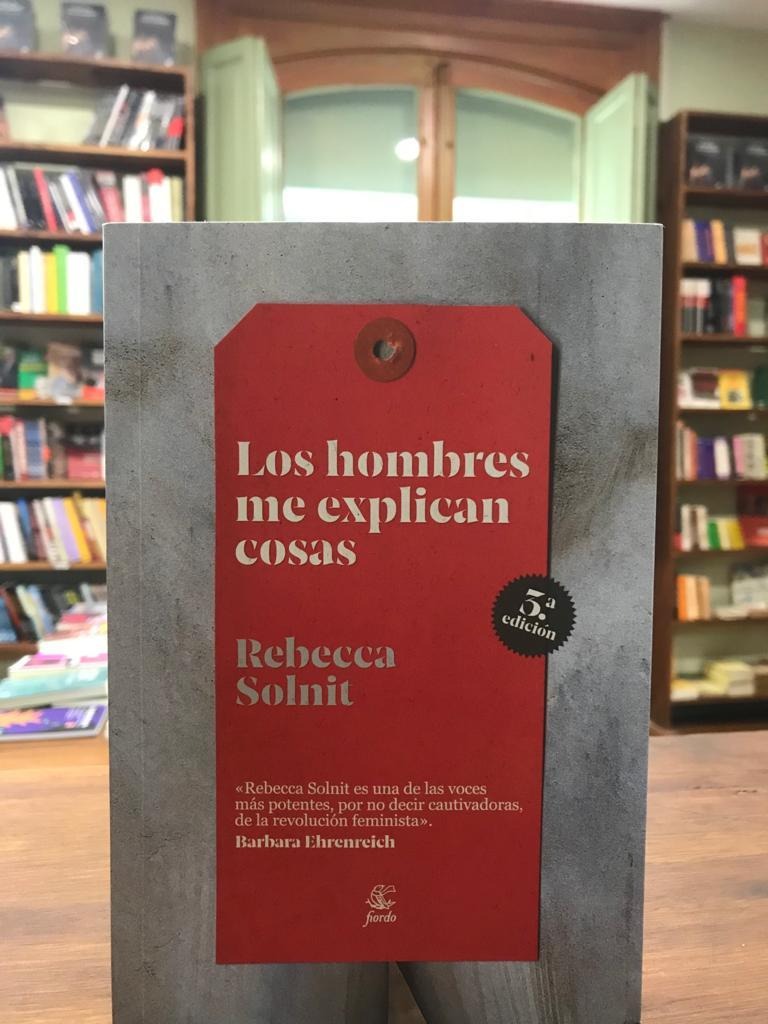 Los hombres
me explican
cosas
5.ª
edición
Rebecca
Solnit
«Rebecca Solnit es una de las voces
más potentes, por no decir cautivadoras,
de la revolución feminista».
Barbara Ehrenreich
fiordo